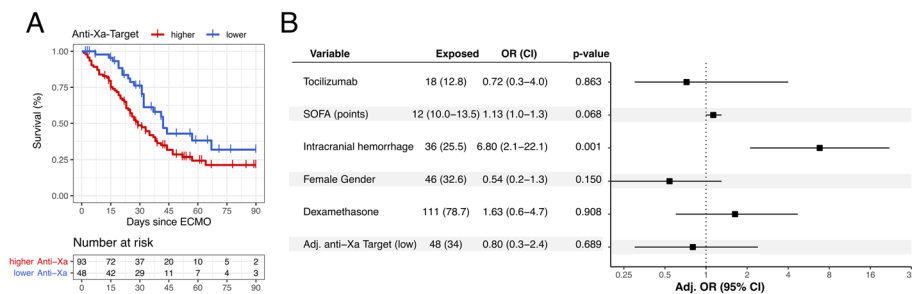 A
Anti-Xa-Target higher lower
Survival (%)
1.00
0.75
0.50
0.25
0.00
0 15 30 45 60 75 90
Days since ECMO
Number at risk
higher Anti-Xa 93 72 37 20 10 5 2
lower Anti-Xa 48 42 29 11 7 4 3
0 15 30 45 60 75 90
B
Variable Exposed OR (CI) p-value
Tocilizumab 18 (12.8) 0.72 (0.3–4.0) 0.863
SOFA (points) 12 (10.0–13.5) 1.13 (1.0–1.3) 0.068
Intracranial hemorrhage 36 (25.5) 6.80 (2.1–22.1) 0.001
Female Gender 46 (32.6) 0.54 (0.2–1.3) 0.150
Dexamethasone 111 (78.7) 1.63 (0.6–4.7) 0.908
Adj. anti-Xa Target (low) 48 (34) 0.80 (0.3–2.4) 0.689
0.25 0.5 1 2 4 8 16
Adj. OR (95% CI)